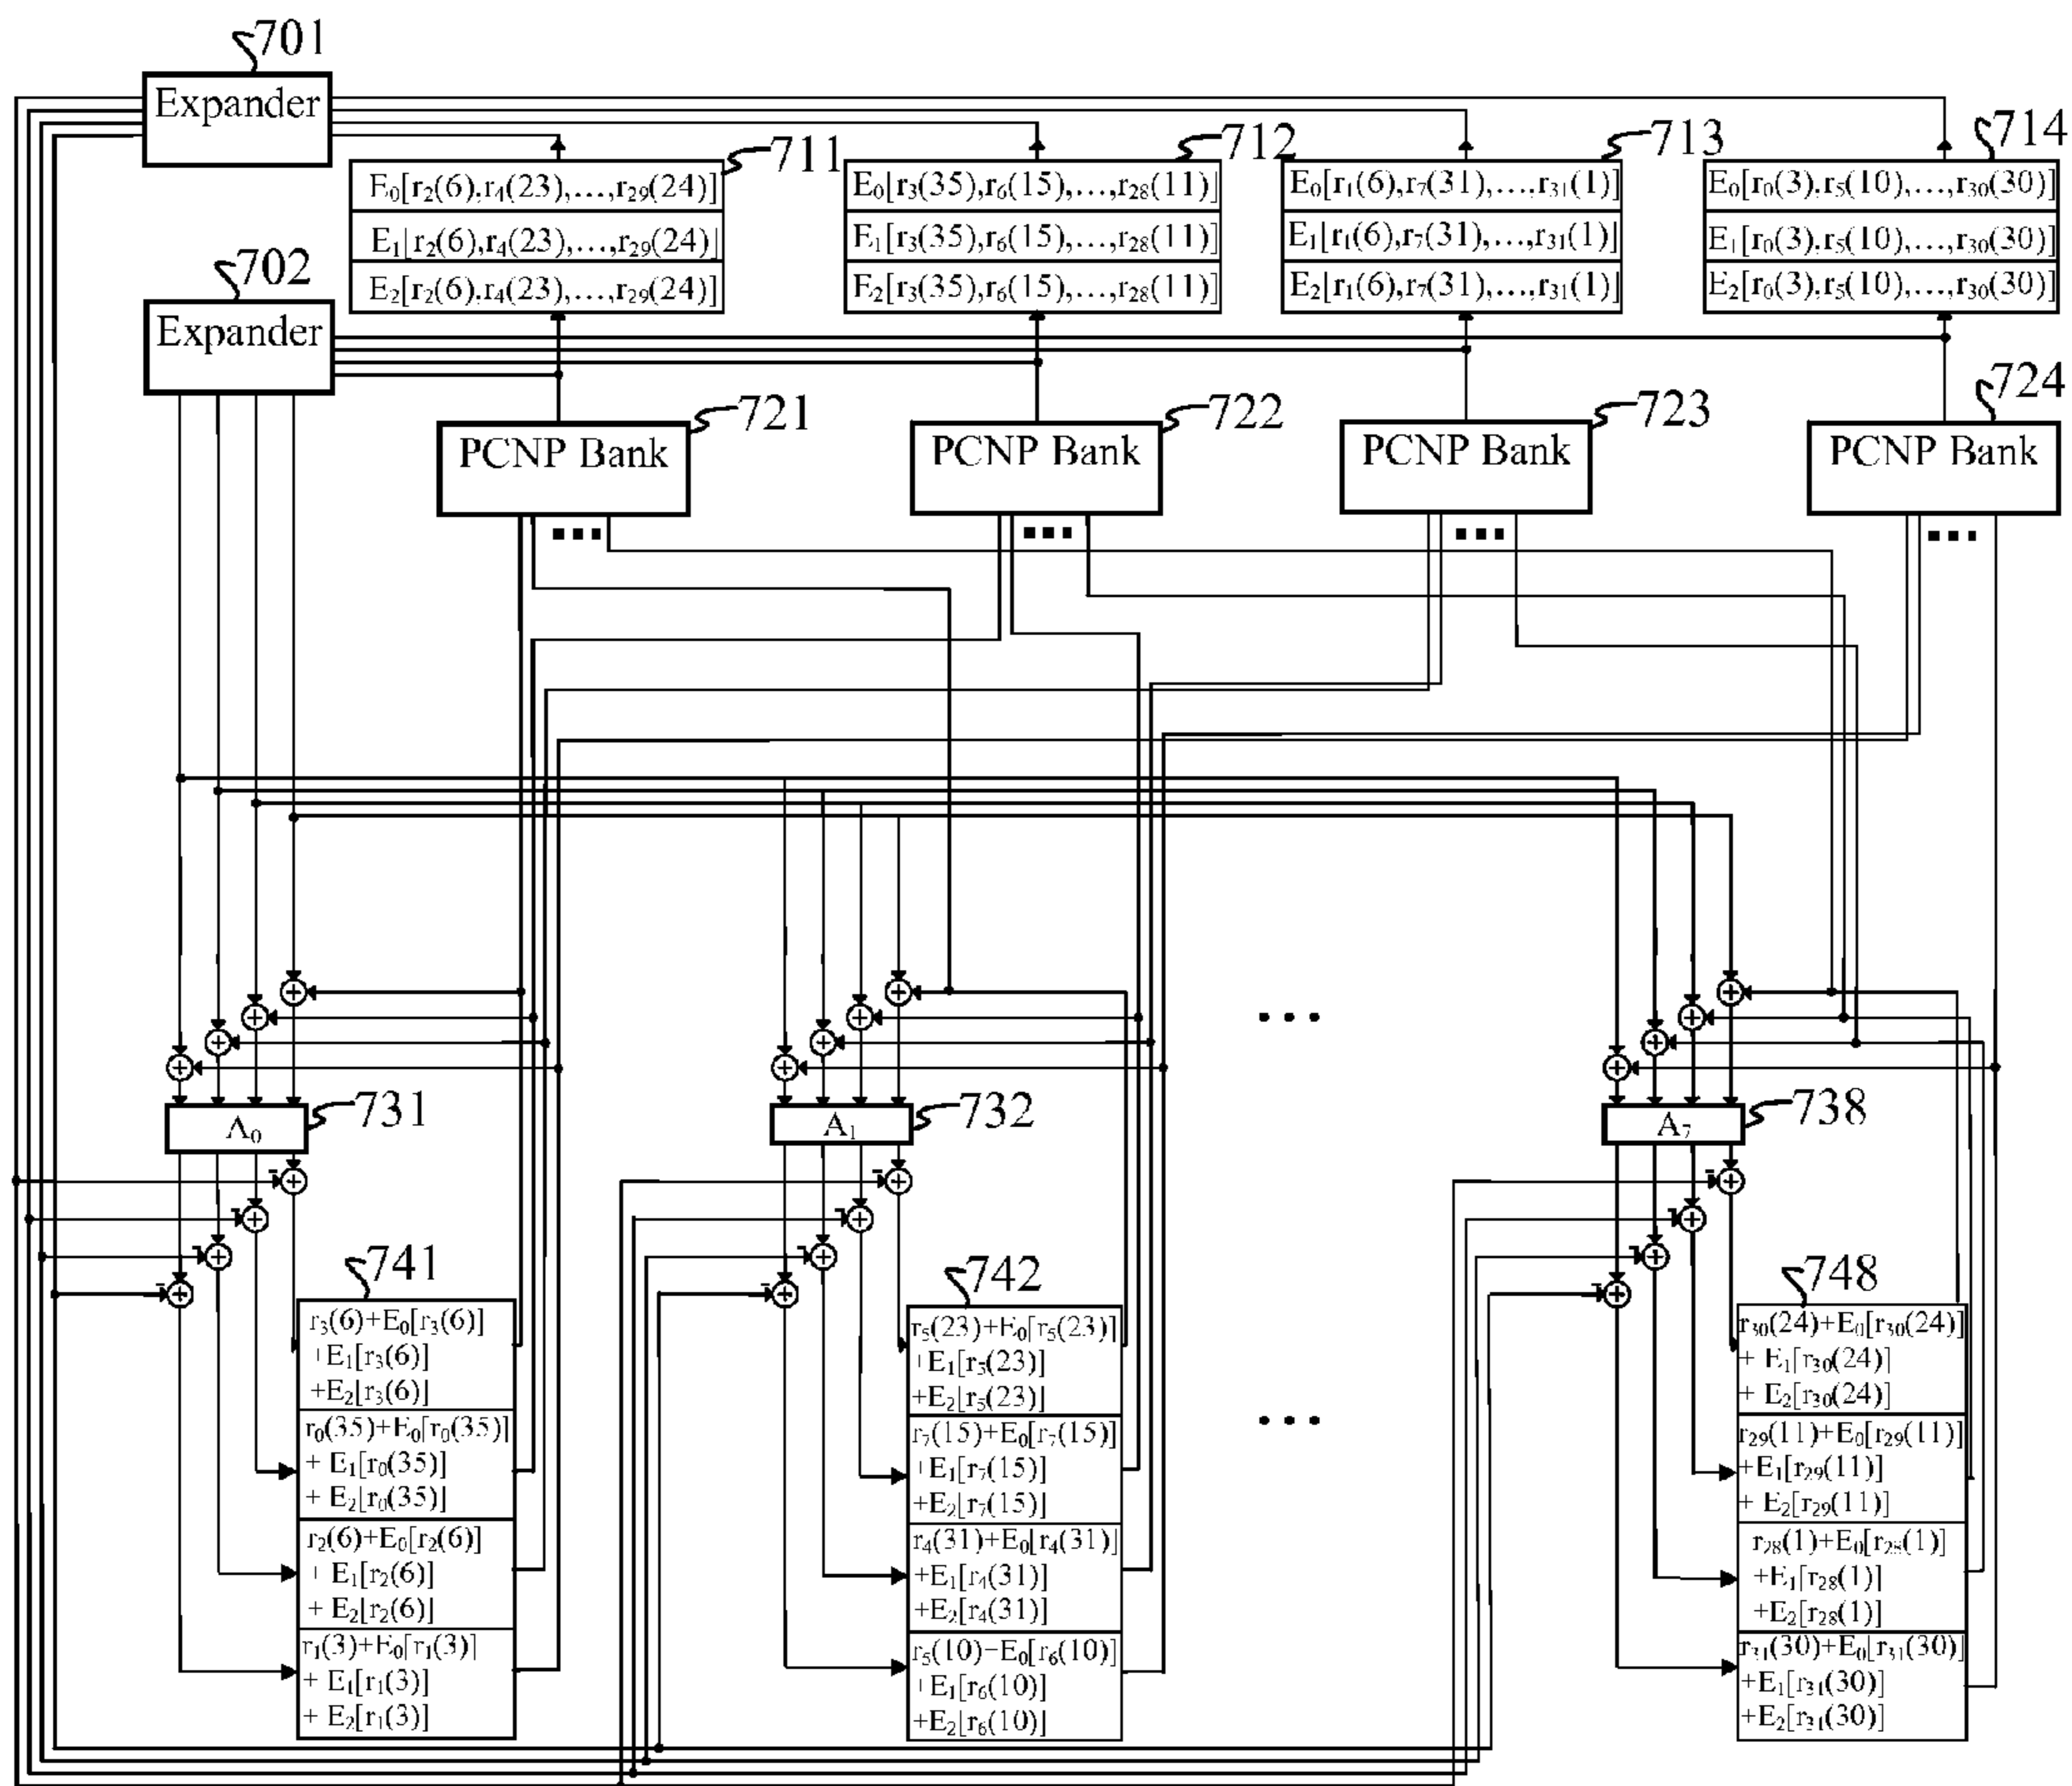 701
Expander
711
712
713
714
E₀[r₂(6),r₄(23),...,r₂₉(24)]
E₁[r₂(6),r₄(23),...,r₂₉(24)]
E₂[r₂(6),r₄(23),...,r₂₉(24)]
E₀[r₃(35),r₆(15),...,r₂₈(11)]
E₁[r₃(35),r₆(15),...,r₂₈(11)]
E₂[r₃(35),r₆(15),...,r₂₈(11)]
E₀[r₁(6),r₇(31),...,r₃₁(1)]
E₁[r₁(6),r₇(31),...,r₃₁(1)]
E₂[r₁(6),r₇(31),...,r₃₁(1)]
E₀[r₀(3),r₅(10),...,r₃₀(30)]
E₁[r₀(3),r₅(10),...,r₃₀(30)]
E₂[r₀(3),r₅(10),...,r₃₀(30)]
702
Expander
721
PCNP Bank
722
PCNP Bank
723
PCNP Bank
724
PCNP Bank
...
...
...
...
...
A₀
731
A₁
732
A₇
738
741
r₃(6)+E₀[r₃(6)]
+E₁[r₃(6)]
+E₂[r₃(6)]
r₀(35)+E₀[r₀(35)]
+ E₁[r₀(35)]
+ E₂[r₀(35)]
r₂(6)+E₀[r₂(6)]
+ E₁[r₂(6)]
+ E₂[r₂(6)]
r₁(3)+E₀[r₁(3)]
+ E₁[r₁(3)]
+ E₂[r₁(3)]
742
r₅(23)+E₀[r₅(23)]
+E₁[r₅(23)]
+E₂[r₅(23)]
r₇(15)+E₀[r₇(15)]
+E₁[r₇(15)]
+E₂[r₇(15)]
r₄(31)+E₀[r₄(31)]
+E₁[r₄(31)]
+E₂[r₄(31)]
r₅(10)+E₀[r₆(10)]
+E₁[r₆(10)]
+E₂[r₆(10)]
...
748
r₃₀(24)+E₀[r₃₀(24)]
+ E₁[r₃₀(24)]
+ E₂[r₃₀(24)]
r₂₉(11)+E₀[r₂₉(11)]
+E₁[r₂₉(11)]
+ E₂[r₂₉(11)]
r₂₈(1)+E₀[r₂₈(1)]
+E₁[r₂₈(1)]
+E₂[r₂₈(1)]
r₃₁(30)+E₀[r₃₁(30)]
+E₁[r₃₁(30)]
+E₂[r₃₁(30)]